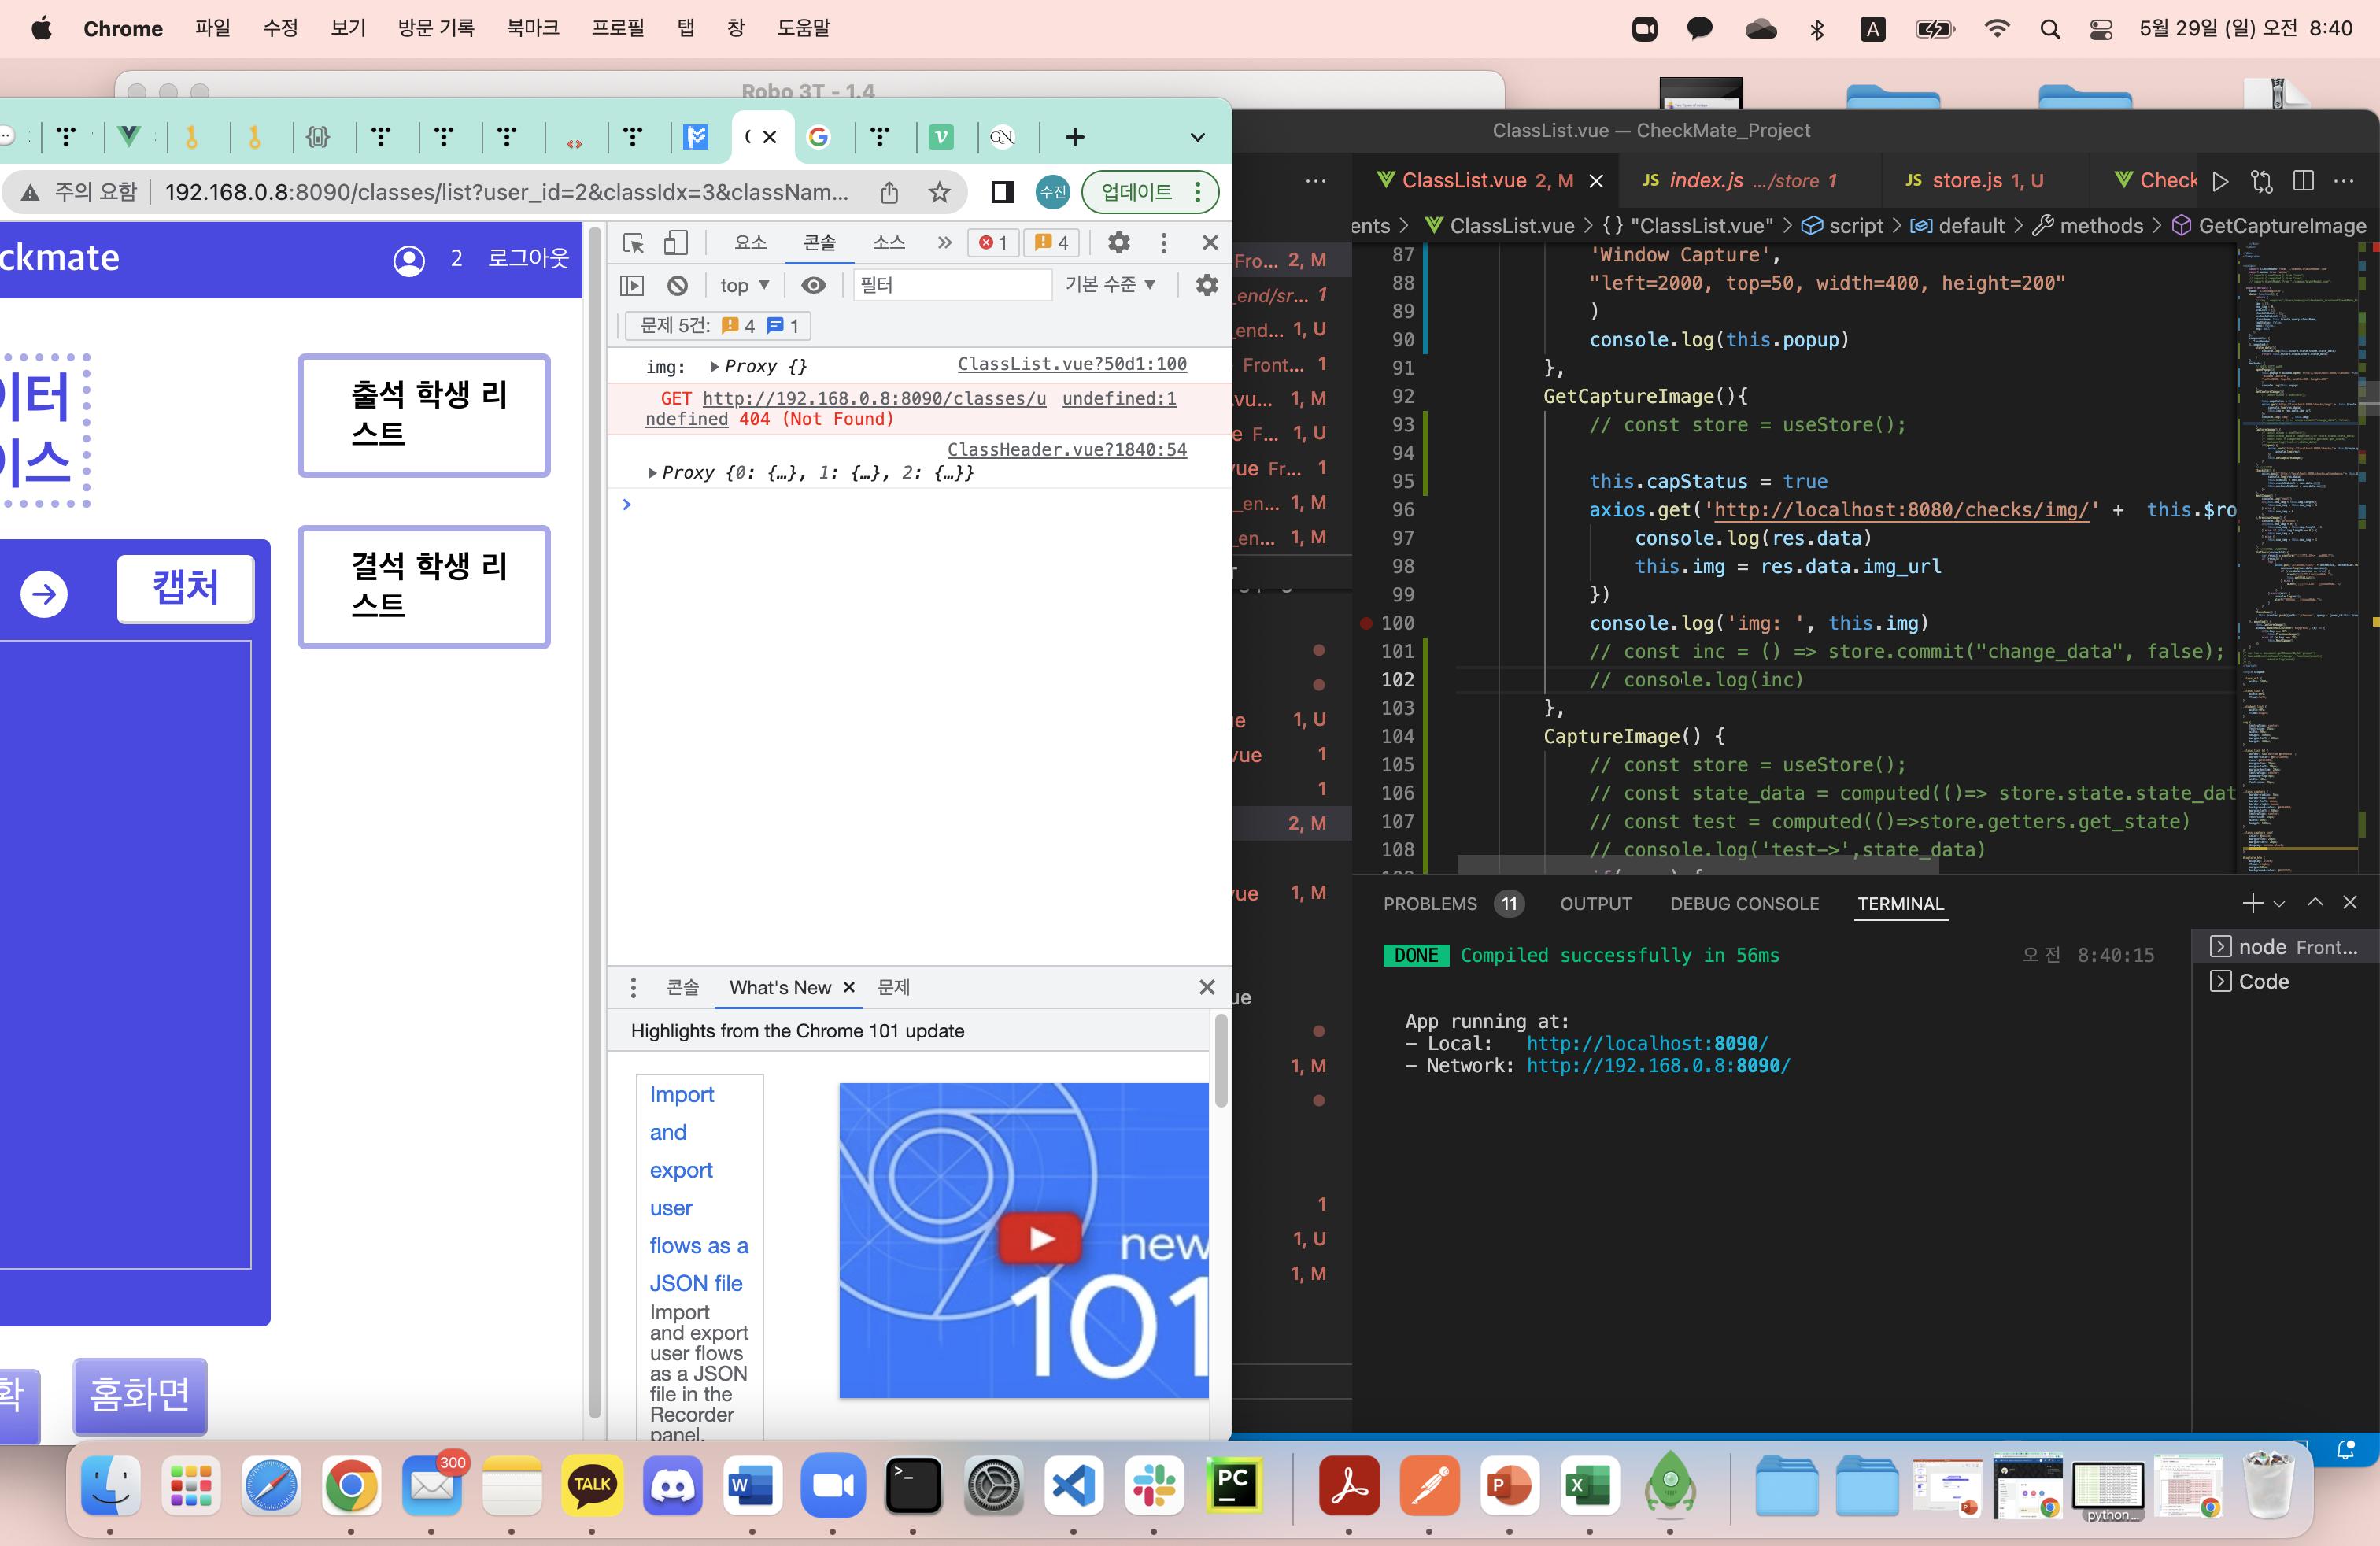 Chrome 파일 수정 보기 방문 기록 북마크 프로필 탭 창 도움말
A
5월 29일 (일) 오전 8:40
Robo 3T - 1.4
주의 요함 192.168.0.8:8090/classes/list?user_id=2&classIdx=3&classNam...
수진 업데이트
ckmate
2 로그아웃
이터
이스
출석 학생 리
스트
결석 학생 리
스트
캡처
확
홈화면
요소 콘솔 소스 » 1 4
top ▼ 필터 기본 수준 ▼
문제 5건: 4 1
img: ▶Proxy {} ClassList.vue?50d1:100
GET http://192.168.0.8:8090/classes/u undefined:1
ndefined 404 (Not Found)
ClassHeader.vue?1840:54
▶Proxy {0: {…}, 1: {…}, 2: {…}}
콘솔 What's New 문제
Highlights from the Chrome 101 update
Import
and
export
user
flows as a
JSON file
Import
and export
user flows
as a JSON
file in the
Recorder
panel.
new
101
ClassList.vue — CheckMate_Project
ClassList.vue 2, M
JS index.js .../store 1
JS store.js 1, U
Check
ents > ClassList.vue > {} "ClassList.vue" > script > default > methods > GetCaptureImage
Fro... 2, M
_end/sr... 1
_end... 1, U
Front... 1
vu... 1, M
e F... 1, U
vue Fr... 1
_en... 1, M
_en... 1, M
e 1, U
vue 1
1
2, M
vue 1, M
ue
1, M
1
1, U
1, M
87 'Window Capture',
88 "left=2000, top=50, width=400, height=200"
89 )
90 console.log(this.popup)
91 },
92 GetCaptureImage(){
93 // const store = useStore();
94
95 this.capStatus = true
96 axios.get('http://localhost:8080/checks/img/' + this.$ro
97 console.log(res.data)
98 this.img = res.data.img_url
99 })
100 console.log('img: ', this.img)
101 // const inc = () => store.commit("change_data", false);
102 // console.log(inc)
103 },
104 CaptureImage() {
105 // const store = useStore();
106 // const state_data = computed(()=> store.state.state_dat
107 // const test = computed(()=>store.getters.get_state)
108 // console.log('test->',state_data)
PROBLEMS 11 OUTPUT DEBUG CONSOLE TERMINAL
DONE Compiled successfully in 56ms 오전 8:40:15
App running at:
- Local: http://localhost:8090/
- Network: http://192.168.0.8:8090/
node Front...
Code
300
TALK
W
>_
PC
P
X
python...